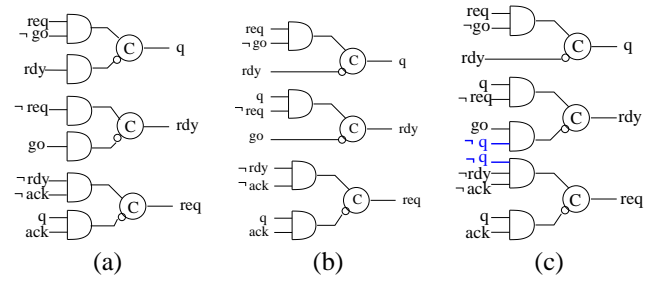 req
¬ go
C
q
rdy
¬ req
C
rdy
go
¬ rdy
¬ ack
C
req
q
ack
(a)
req
¬ go
C
q
rdy
q
¬ req
C
rdy
go
¬ rdy
¬ ack
C
req
q
ack
(b)
req
¬go
C
q
rdy
q
¬ req
C
rdy
go
¬ q
¬ q
¬rdy
¬ ack
C
req
q
ack
(c)